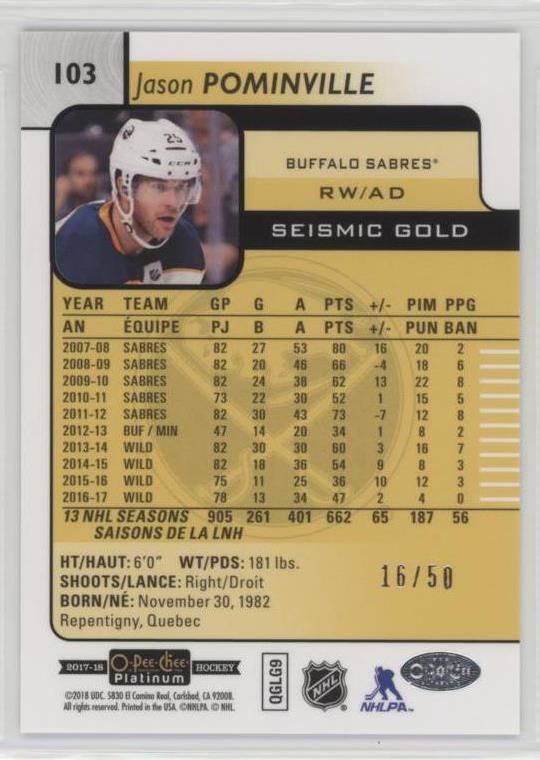 103
Jason POMINVILLE
25
CCM
BUFFALO SABRES®
RW/AD
SEISMIC GOLD
YEAR TEAM GP G A PTS +/- PIM PPG
AN ÉQUIPE PJ B A PTS +/- PUN BAN
2007-08 SABRES 82 27 53 80 16 20 2
2008-09 SABRES 82 20 46 66 -4 18 6
2009-10 SABRES 82 24 38 62 13 22 8
2010-11 SABRES 73 22 30 52 1 15 5
2011-12 SABRES 82 30 43 73 -7 12 8
2012-13 BUF / MIN 47 14 20 34 1 8 2
2013-14 WILD 82 30 30 60 3 16 7
2014-15 WILD 82 18 36 54 9 8 3
2015-16 WILD 75 11 25 36 10 12 3
2016-17 WILD 78 13 34 47 2 4 0
13 NHL SEASONS 905 261 401 662 65 187 56
SAISONS DE LA LNH
HT/HAUT: 6'0" WT/PDS: 181 lbs.
SHOOTS/LANCE: Right/Droit
BORN/NÉ: November 30, 1982
Repentigny, Quebec
16/50
2017-18 O-Pee-Chee Platinum HOCKEY
©2018 UDC. 5830 El Camino Real, Carlsbad, CA 92008.
All rights reserved. Printed in the USA. ©NHLPA. © NHL.
QGLG9
NHL
NHLPA™